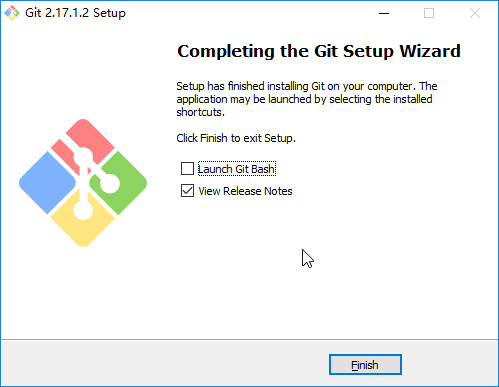 Git 2.17.1.2 Setup
Completing the Git Setup Wizard
Setup has finished installing Git on your computer. The
application may be launched by selecting the installed
shortcuts.
Click Finish to exit Setup.
Launch Git Bash
View Release Notes
Finish